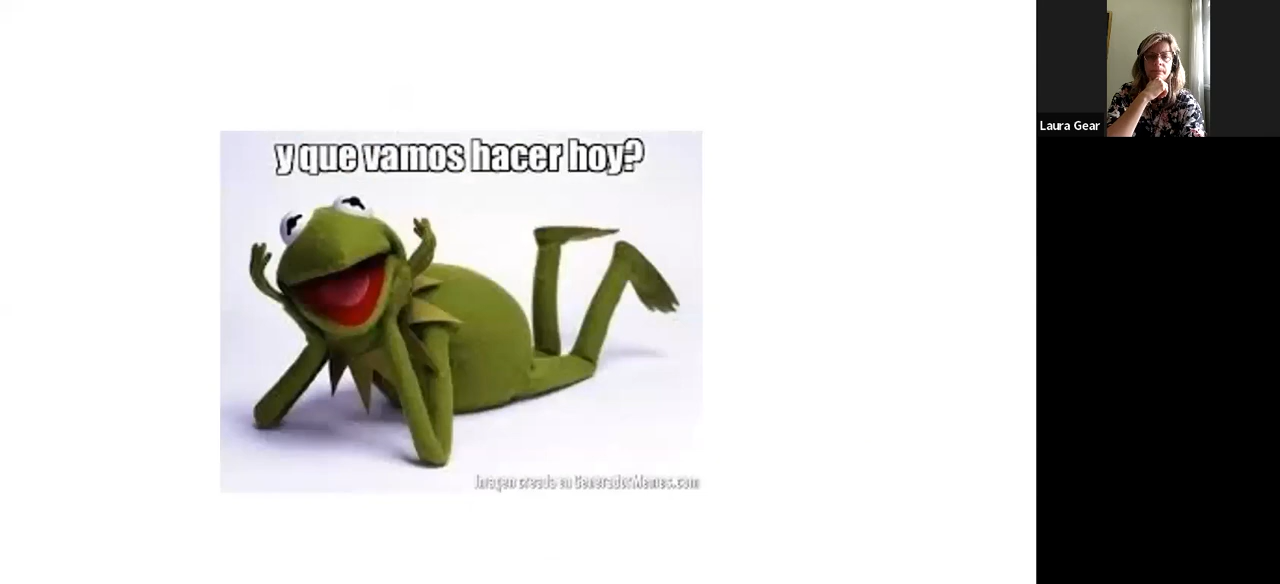 y que vamos hacer hoy?
Imagen creada en GeneradorMemes.com
Laura Gear